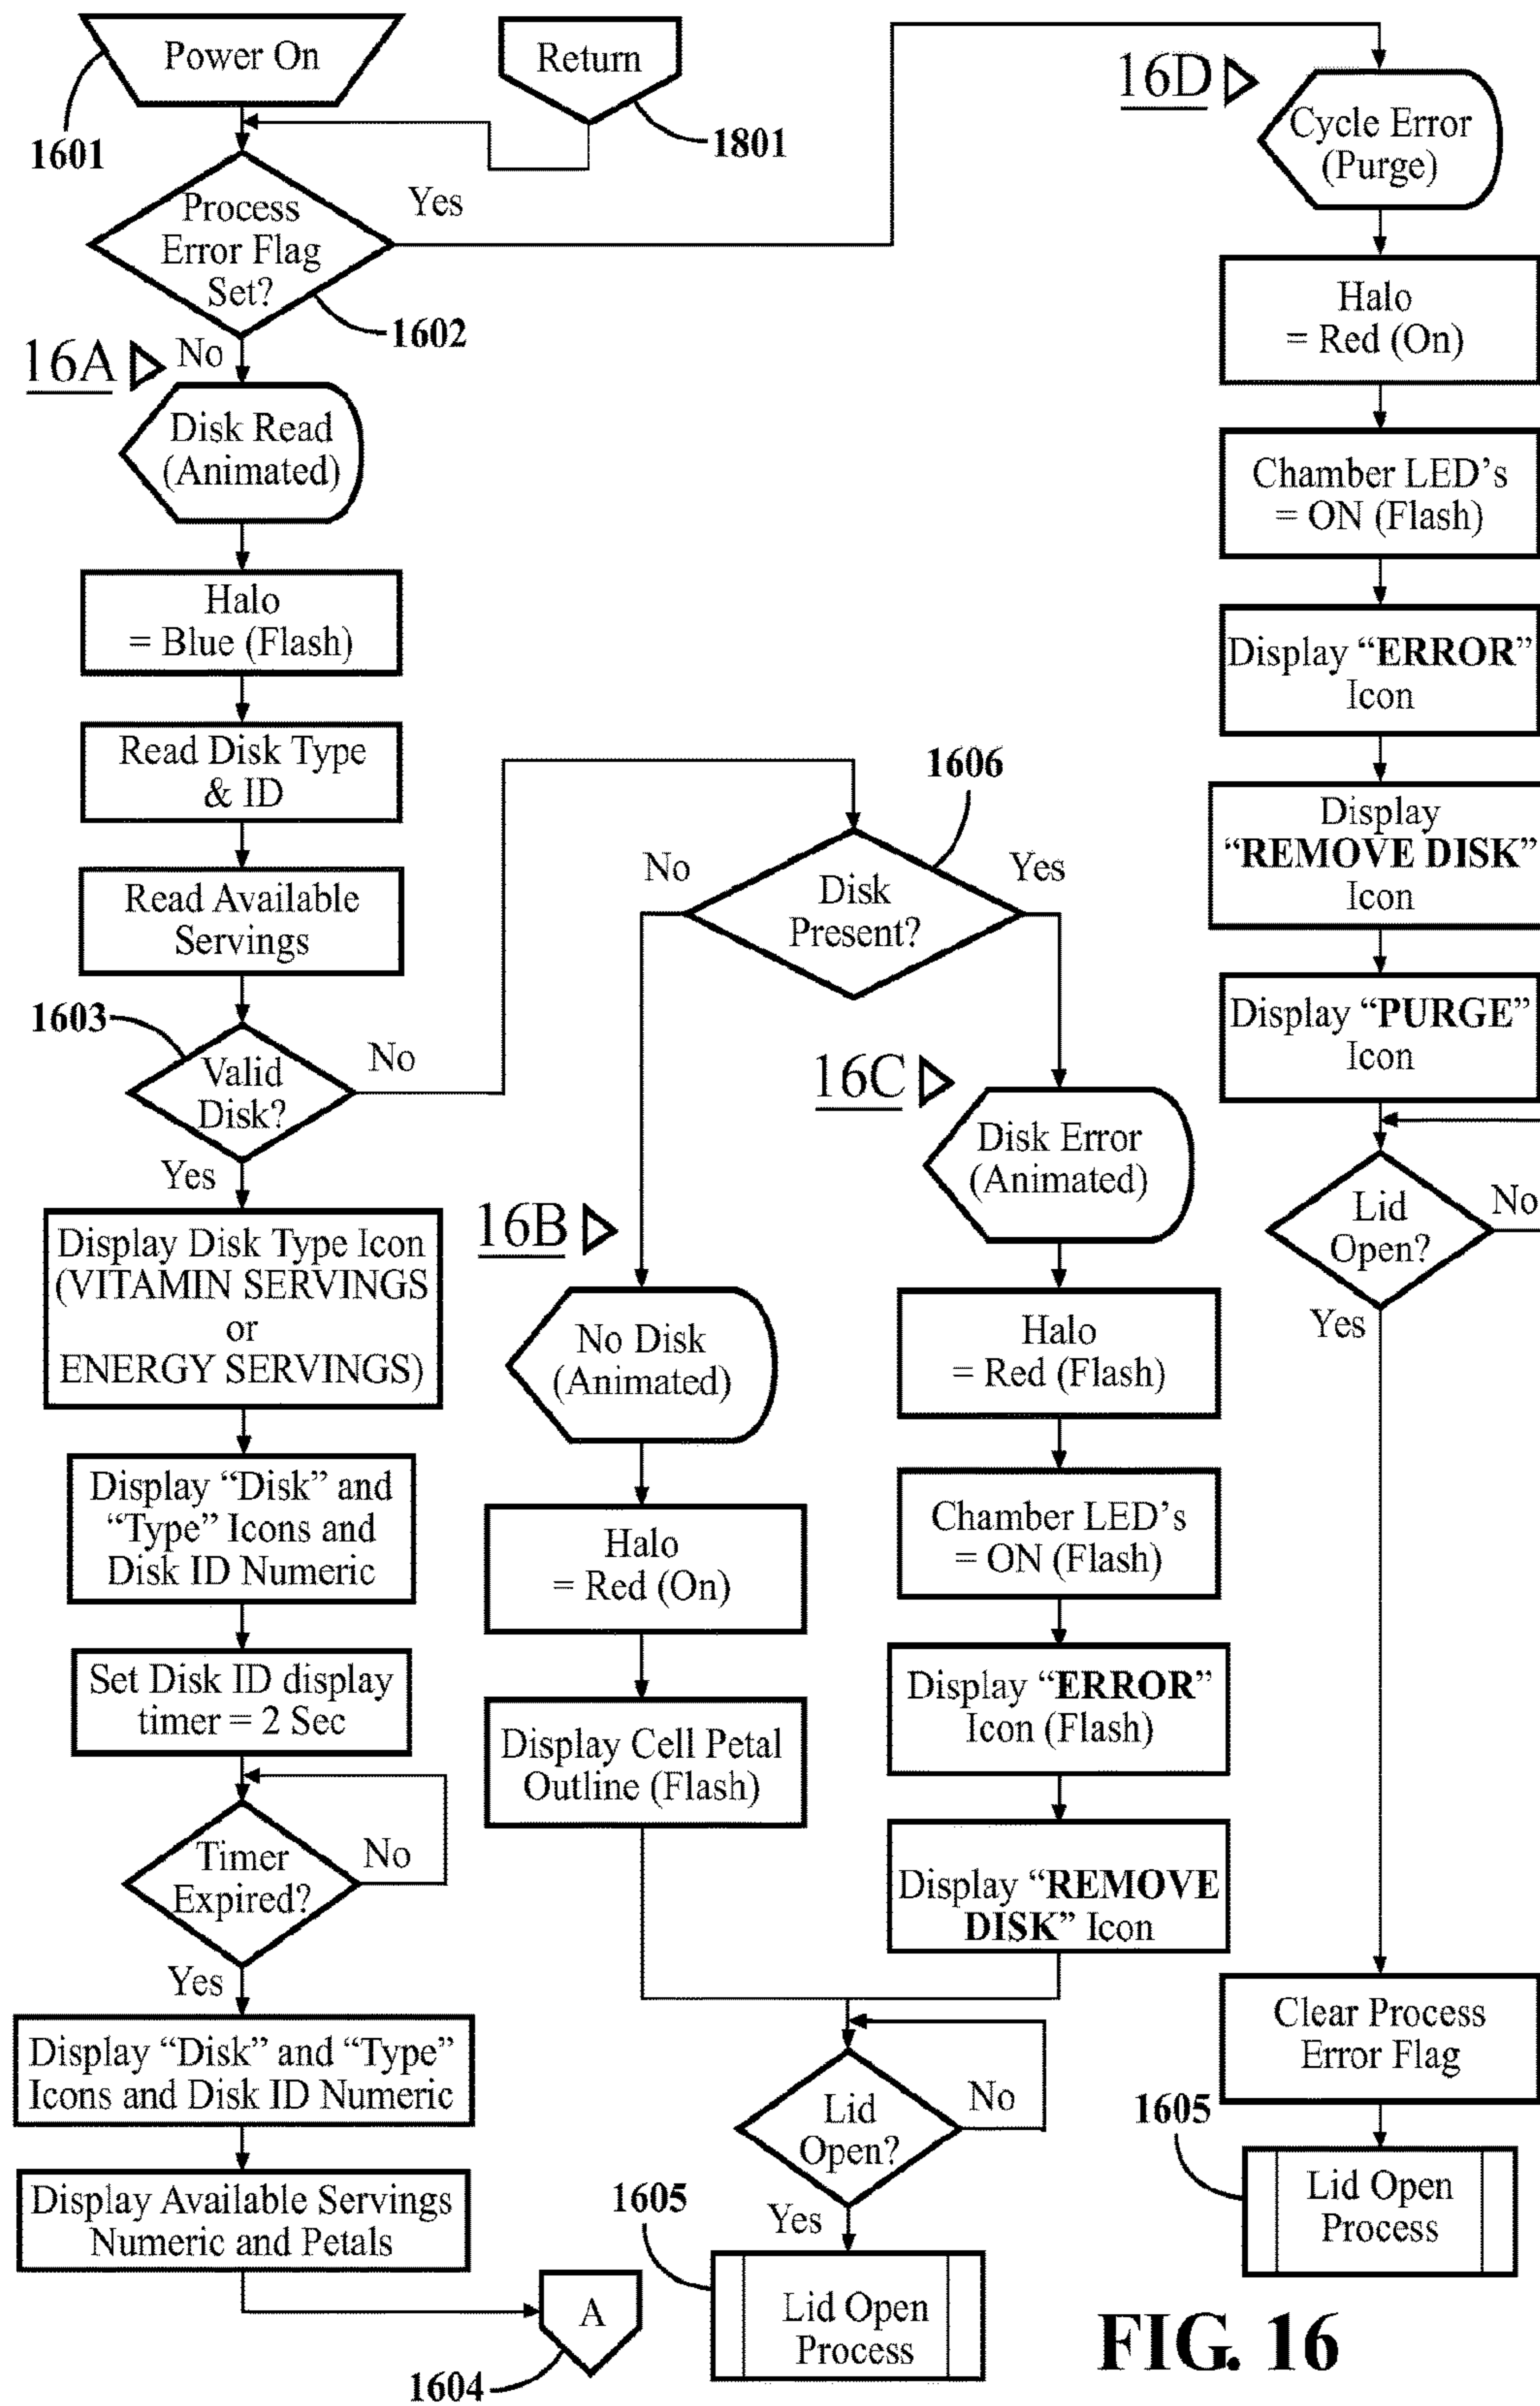 Power On
1601
Return
1801
Process
Error Flag
Set?
Yes
1602
No
16A
Disk Read
(Animated)
Halo
= Blue (Flash)
Read Disk Type
& ID
Read Available
Servings
1603
Valid
Disk?
No
Yes
Display Disk Type Icon
(VITAMIN SERVINGS
or
ENERGY SERVINGS)
Display “Disk” and
“Type” Icons and
Disk ID Numeric
Set Disk ID display
timer = 2 Sec
Timer
Expired?
No
Yes
Display “Disk” and “Type”
Icons and Disk ID Numeric
Display Available Servings
Numeric and Petals
A
1604
1606
Disk
Present?
No
Yes
16B
No Disk
(Animated)
Halo
= Red (On)
Display Cell Petal
Outline (Flash)
16C
Disk Error
(Animated)
Halo
= Red (Flash)
Chamber LED’s
= ON (Flash)
Display “ERROR”
Icon (Flash)
Display “REMOVE
DISK” Icon
Lid
Open?
No
Yes
1605
Lid Open
Process
16D
Cycle Error
(Purge)
Halo
= Red (On)
Chamber LED’s
= ON (Flash)
Display “ERROR”
Icon
Display
“REMOVE DISK”
Icon
Display “PURGE”
Icon
Lid
Open?
No
Yes
Clear Process
Error Flag
1605
Lid Open
Process
FIG. 16